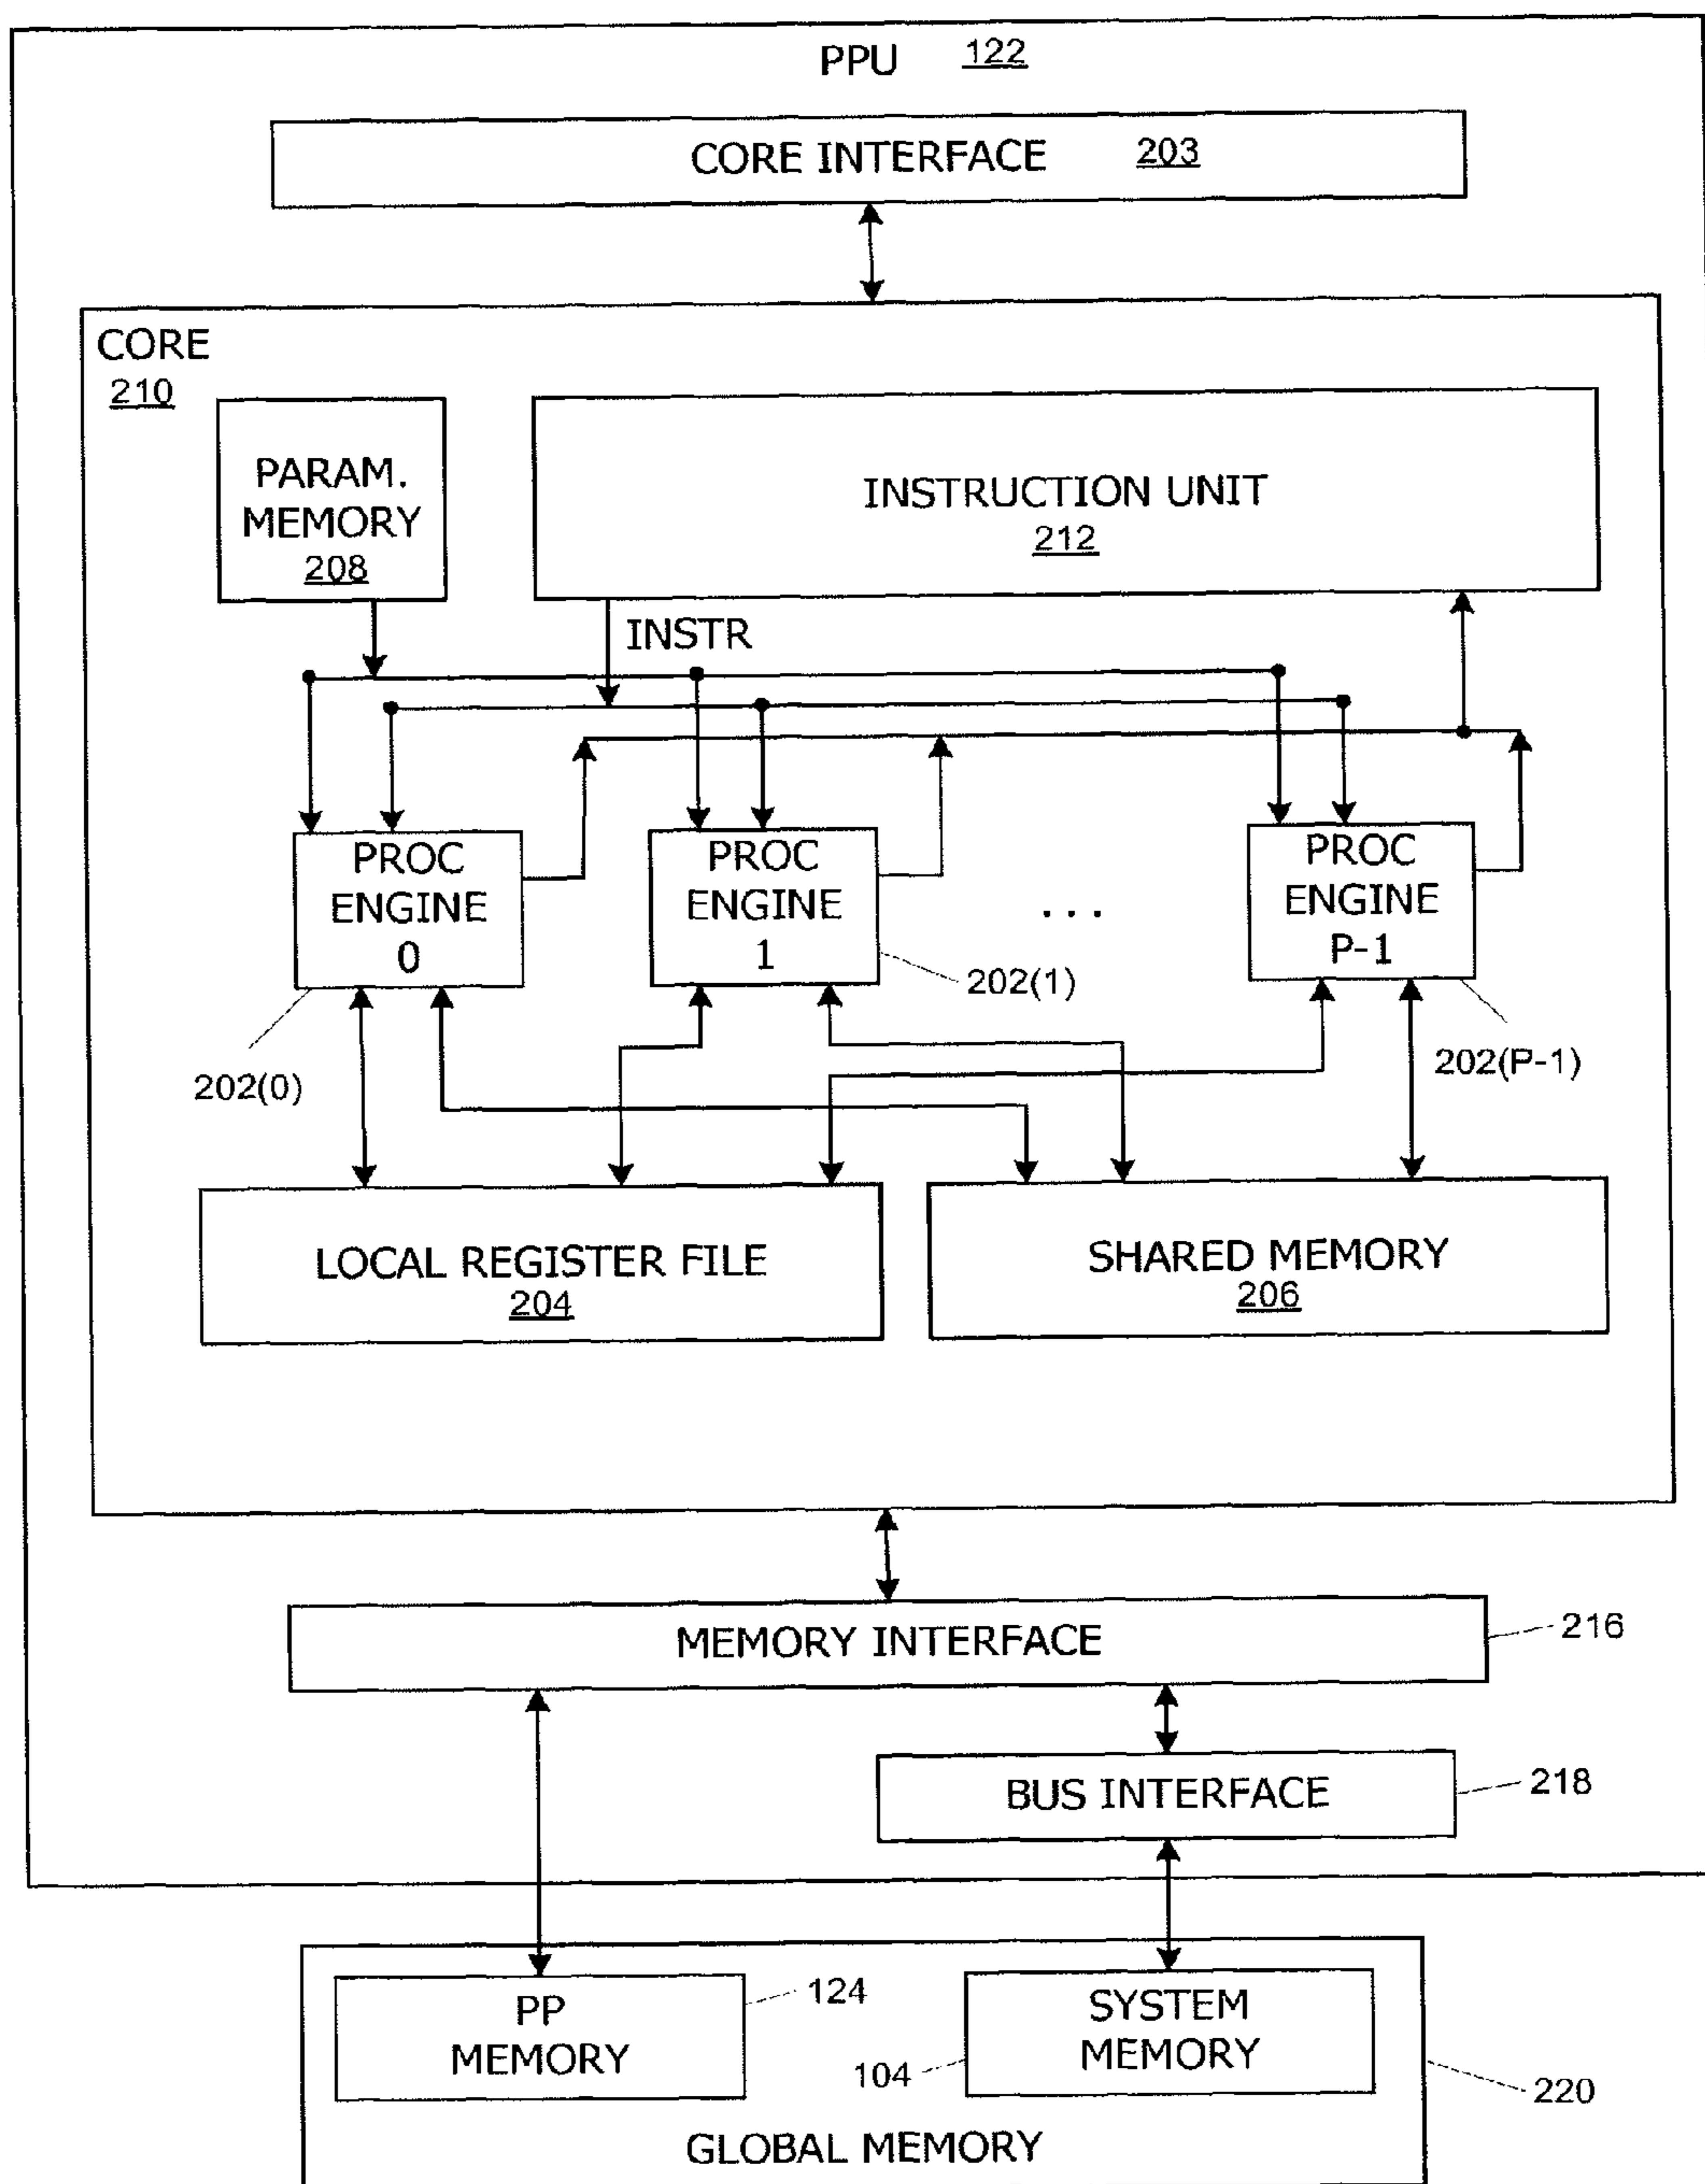 PPU 122
CORE INTERFACE 203
CORE
210
PARAM.
MEMORY
208
INSTRUCTION UNIT
212
INSTR
PROC
ENGINE
0
PROC
ENGINE
1
...
PROC
ENGINE
P-1
202(0)
202(1)
202(P-1)
LOCAL REGISTER FILE
204
SHARED MEMORY
206
MEMORY INTERFACE
216
BUS INTERFACE
218
PP
MEMORY
124
SYSTEM
MEMORY
104
220
GLOBAL MEMORY